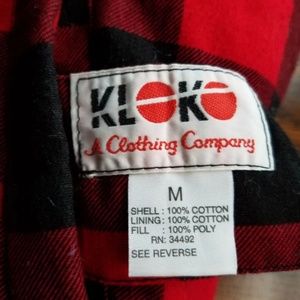 KLOKO
A Clothing Company
M
SHELL : 100% COTTON
LINING : 100% COTTON
FILL : 100% POLY
RN: 34492
SEE REVERSE